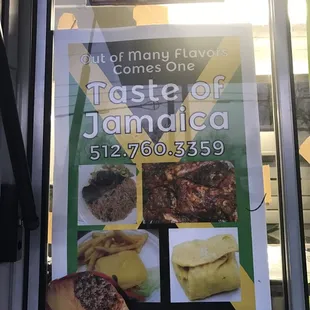 Out of Many Flavors
Comes One
Taste of
Jamaica
512.760.3359